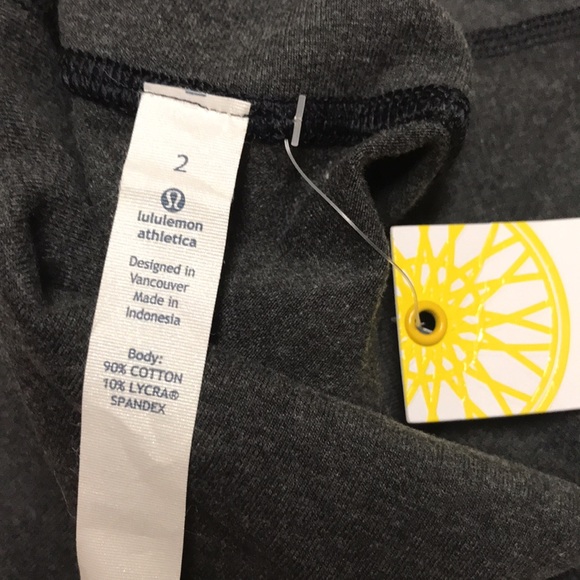 2
lululemon
athletica
Designed in
Vancouver
Made in
Indonesia
Body:
90% COTTON
10% LYCRA®
SPANDEX